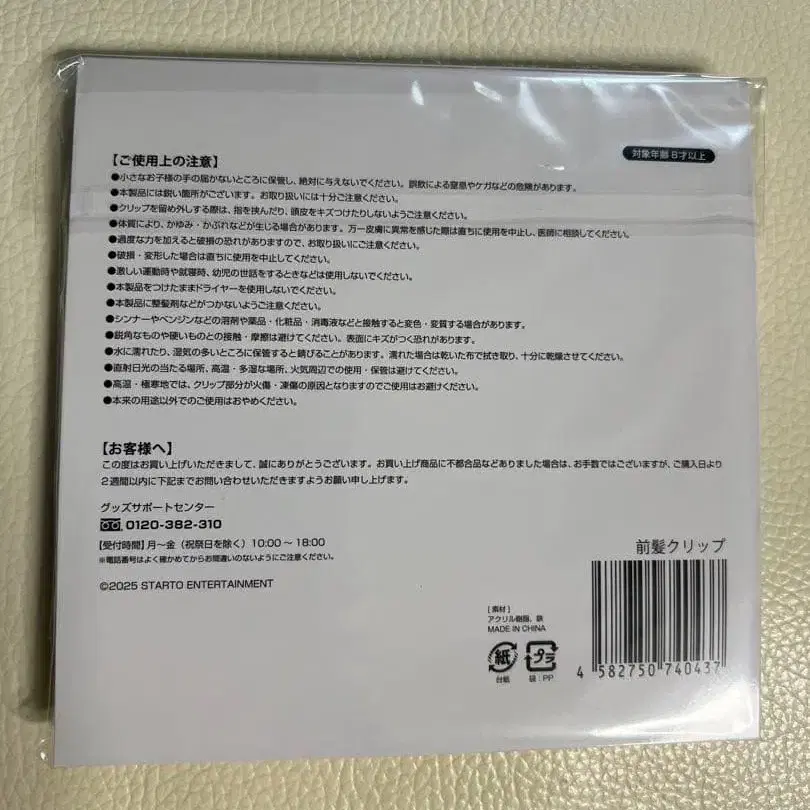 【ご使用上の注意】
対象年齢 8才以上
●小さなお子様の手の届かないところに保管し、絶対に与えないでください。誤飲による窒息やケガなどの危険があります。
●本製品には鋭い箇所がございます。お取り扱いには十分ご注意ください。
●クリップを留め外しする際は、指を挟んだり、頭皮をキズつけたりしないようご注意ください。
●体質により、かゆみ・かぶれなどが生じる場合があります。万一皮膚に異常を感じた際は直ちに使用を中止し、医師に相談してください。
●過度な力を加えると破損の恐れがありますので、お取り扱いにご注意ください。
●破損・変形した場合は直ちに使用を中止してください。
●激しい運動時や就寝時、幼児の世話をするときなどは使用しないでください。
●本製品をつけたままドライヤーを使用しないでください。
●本製品に整髪剤などがつかないようご注意ください。
●シンナーやベンジンなどの溶剤や薬品・化粧品・消毒液などと接触すると変色・変質する場合があります。
●鋭角なものや硬いものとの接触・摩擦は避けてください。表面にキズがつく恐れがあります。
●水に濡れたり、湿気の多いところに保管すると錆びることがあります。濡れた場合は乾いた布で拭き取り、十分に乾燥させてください。
●直射日光の当たる場所、高温・多湿な場所、火気周辺での使用・保管は避けてください。
●高温・極寒地では、クリップ部分が火傷・凍傷の原因となりますのでご使用はお避けください。
●本来の用途以外でのご使用はおやめください。
【お客様へ】
この度はお買い上げいただきまして、誠にありがとうございます。お買い上げ商品に不都合品などありました場合は、お手数ではございますが、ご購入日より
2週間以内に下記までお問い合わせいただきますようお願い申し上げます。
グッズサポートセンター
0120-382-310
【受付時間】月～金（祝祭日を除く）10:00～18:00
※電話番号はよく確かめてからお間違いのないようにご注意ください。
©2025 STARTO ENTERTAINMENT
前髪クリップ
[素材]
アクリル樹脂、鉄
MADE IN CHINA
紙
プラ
台紙
袋:PP
4 582750 740437